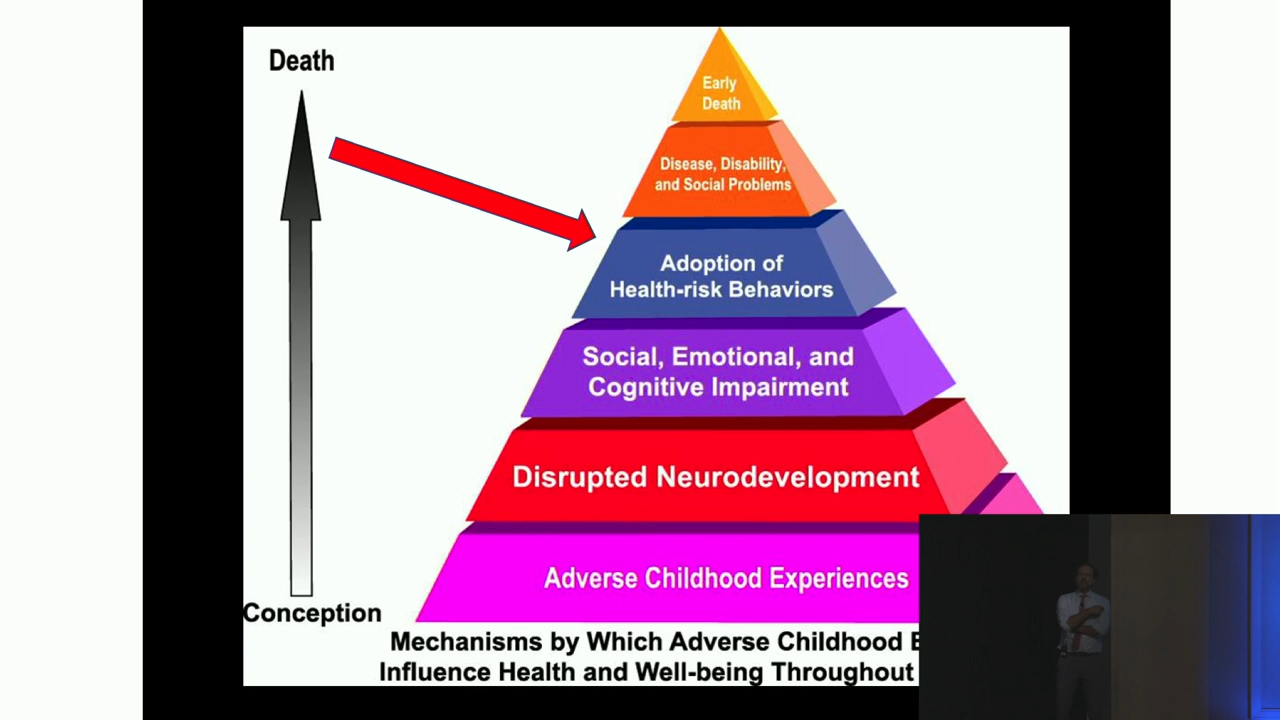 Death
Early
Death
Disease, Disability,
and Social Problems
Adoption of
Health-risk Behaviors
Social, Emotional, and
Cognitive Impairment
Disrupted Neurodevelopment
Adverse Childhood Experiences
Conception
Mechanisms by Which Adverse Childhood
Influence Health and Well-being Throughout